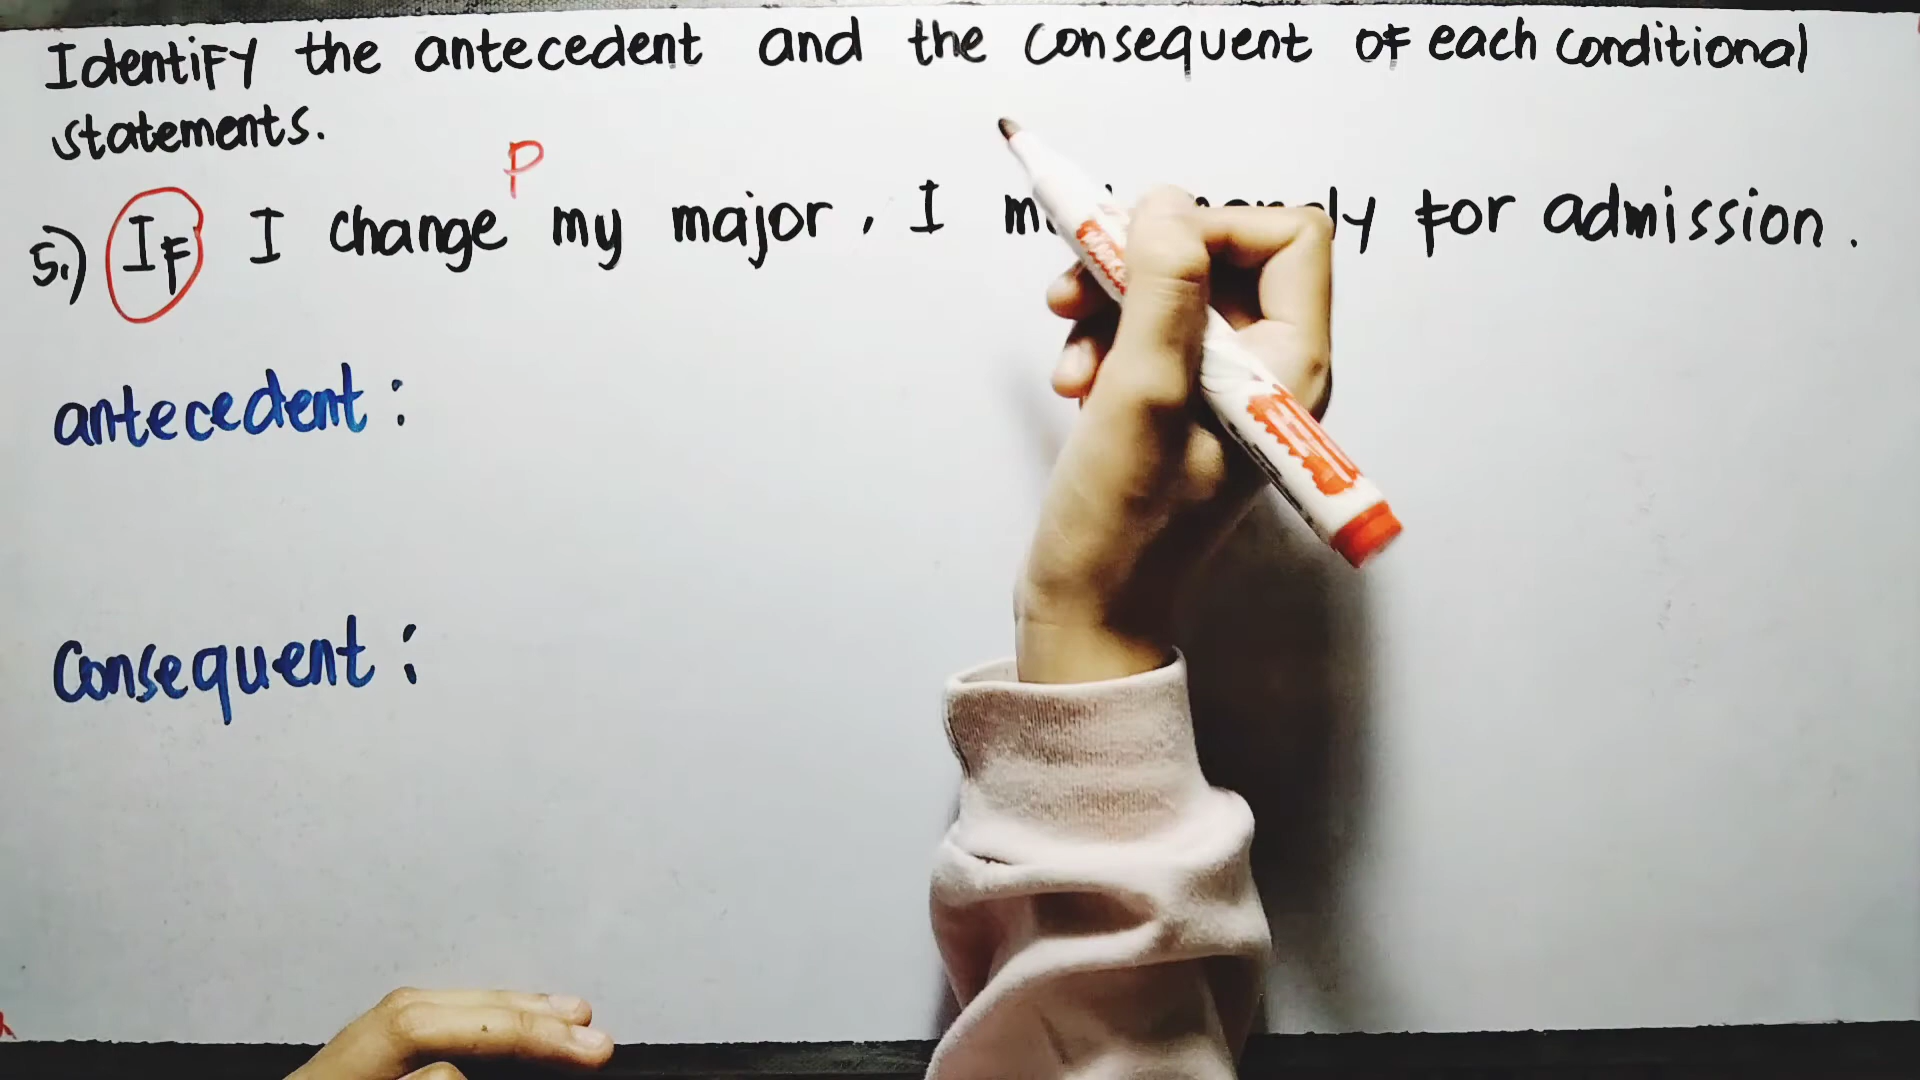 Identify the antecedent and the consequent of each conditional
statements.
P
5.) If I change my major, I for admission.
antecedent:
consequent: